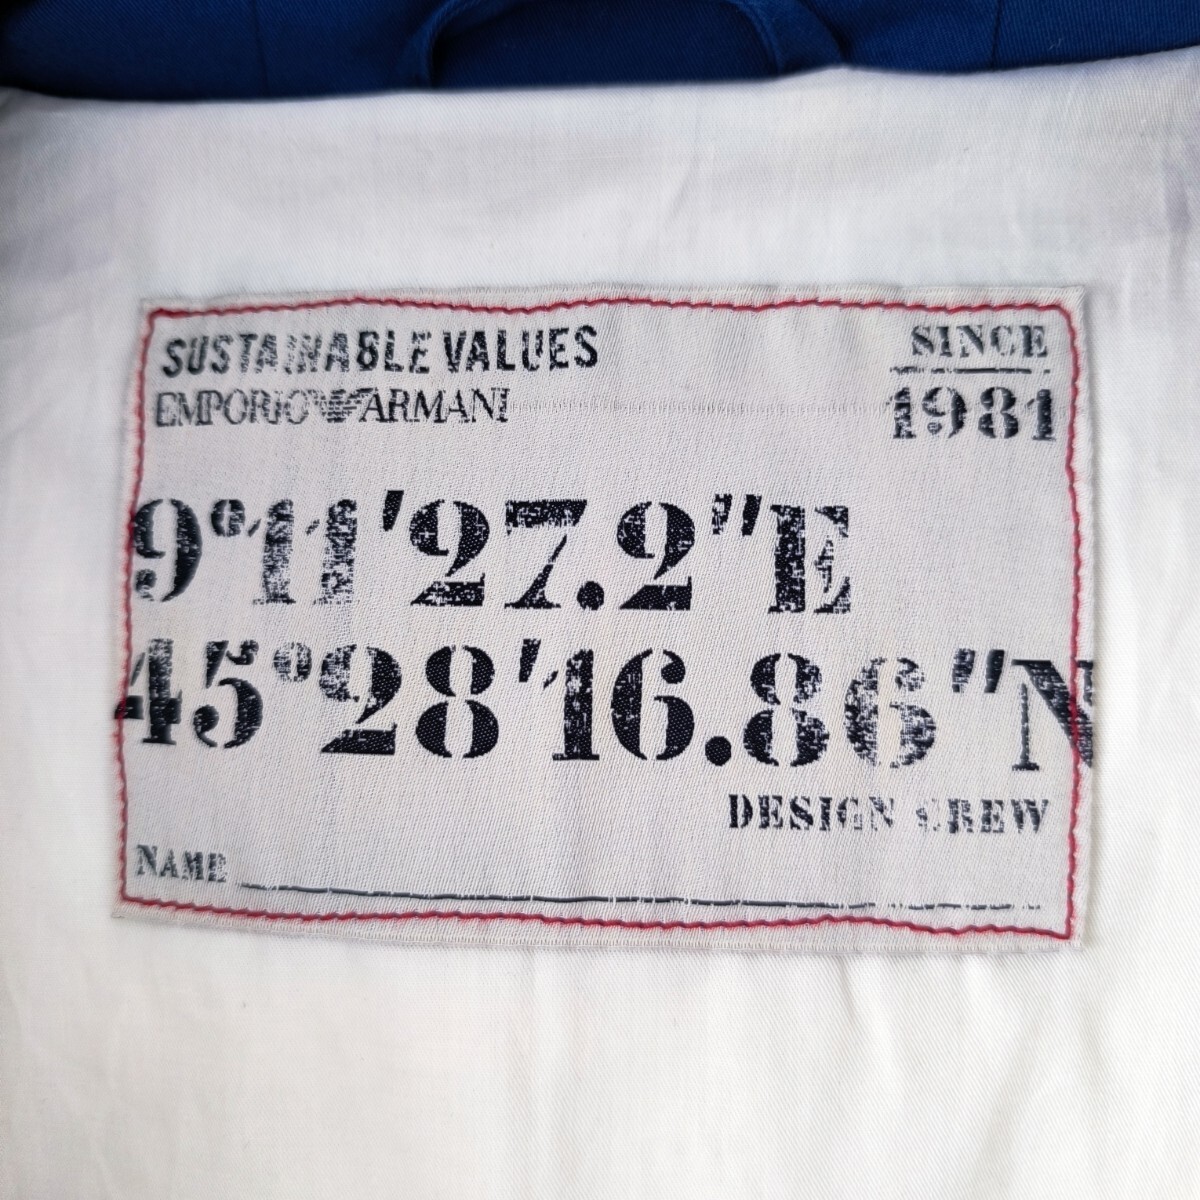 SUSTAINABLE VALUES
EMPORIO ARMANI
SINCE
1981
9°11'27.2"E
45°28'16.86"N
DESIGN CREW
NAME